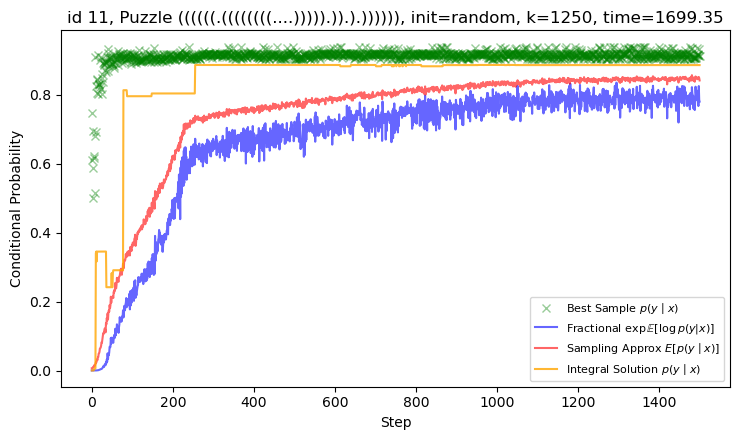 id 11, Puzzle ((((((.((((((((....))))).)).).)))))), init=random, k=1250, time=1699.35
Conditional Probability
0.8
0.6
0.4
0.2
0.0
Best Sample p(y | x)
Fractional exp𝔼[log p(y|x)]
Sampling Approx E[p(y | x)]
Integral Solution p(y | x)
0 200 400 600 800 1000 1200 1400
Step